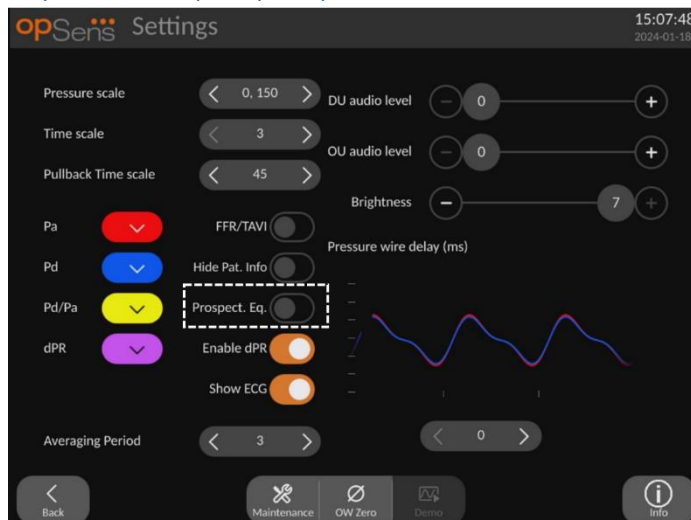 opSens Settings
15:07:48
2024-01-18
Pressure scale
0, 150
Time scale
3
Pullback Time scale
45
DU audio level
0
OU audio level
0
Brightness
7
Pa
Pd
Pd/Pa
dPR
FFR/TAVI
Hide Pat. Info
Prospect. Eq.
Enable dPR
Show ECG
Pressure wire delay (ms)
Averaging Period
3
0
Back
Maintenance
OW Zero
Demo
Info